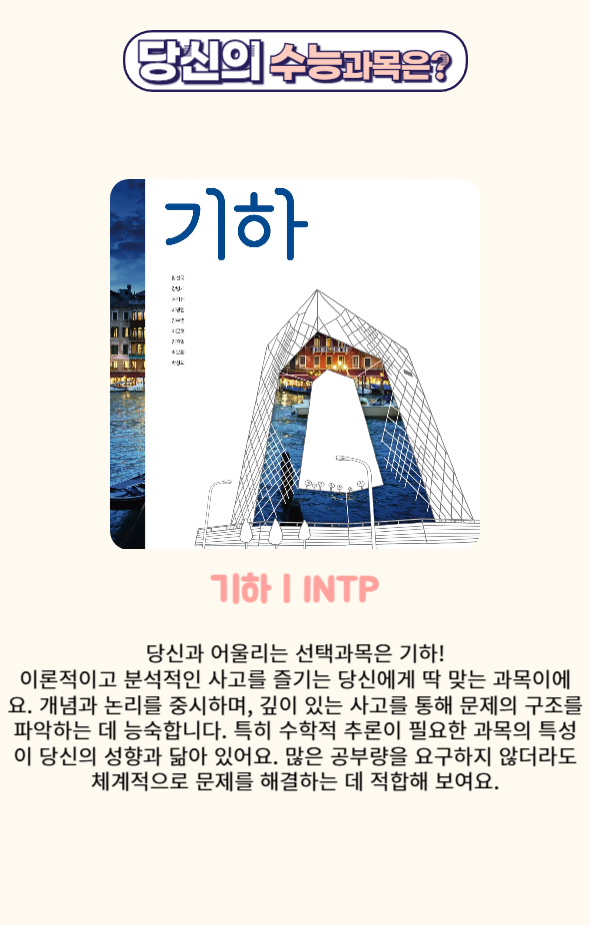 당신의 수능과목은?
기하
기하 | INTP
당신과 어울리는 선택과목은 기하!
이론적이고 분석적인 사고를 즐기는 당신에게 딱 맞는 과목이에
요. 개념과 논리를 중시하며, 깊이 있는 사고를 통해 문제의 구조를
파악하는 데 능숙합니다. 특히 수학적 추론이 필요한 과목의 특성
이 당신의 성향과 닮아 있어요. 많은 공부량을 요구하지 않더라도
체계적으로 문제를 해결하는 데 적합해 보여요.